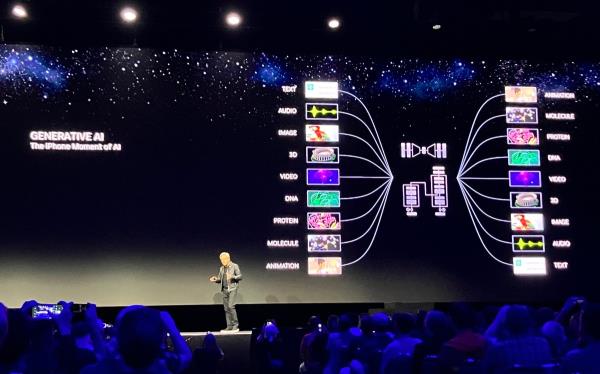 GENERATIVE AI
The iPhone Moment of AI
TEXT
AUDIO
IMAGE
3D
VIDEO
DNA
PROTEIN
MOLECULE
ANIMATION
ANIMATION
MOLECULE
PROTEIN
DNA
VIDEO
3D
IMAGE
AUDIO
TEXT